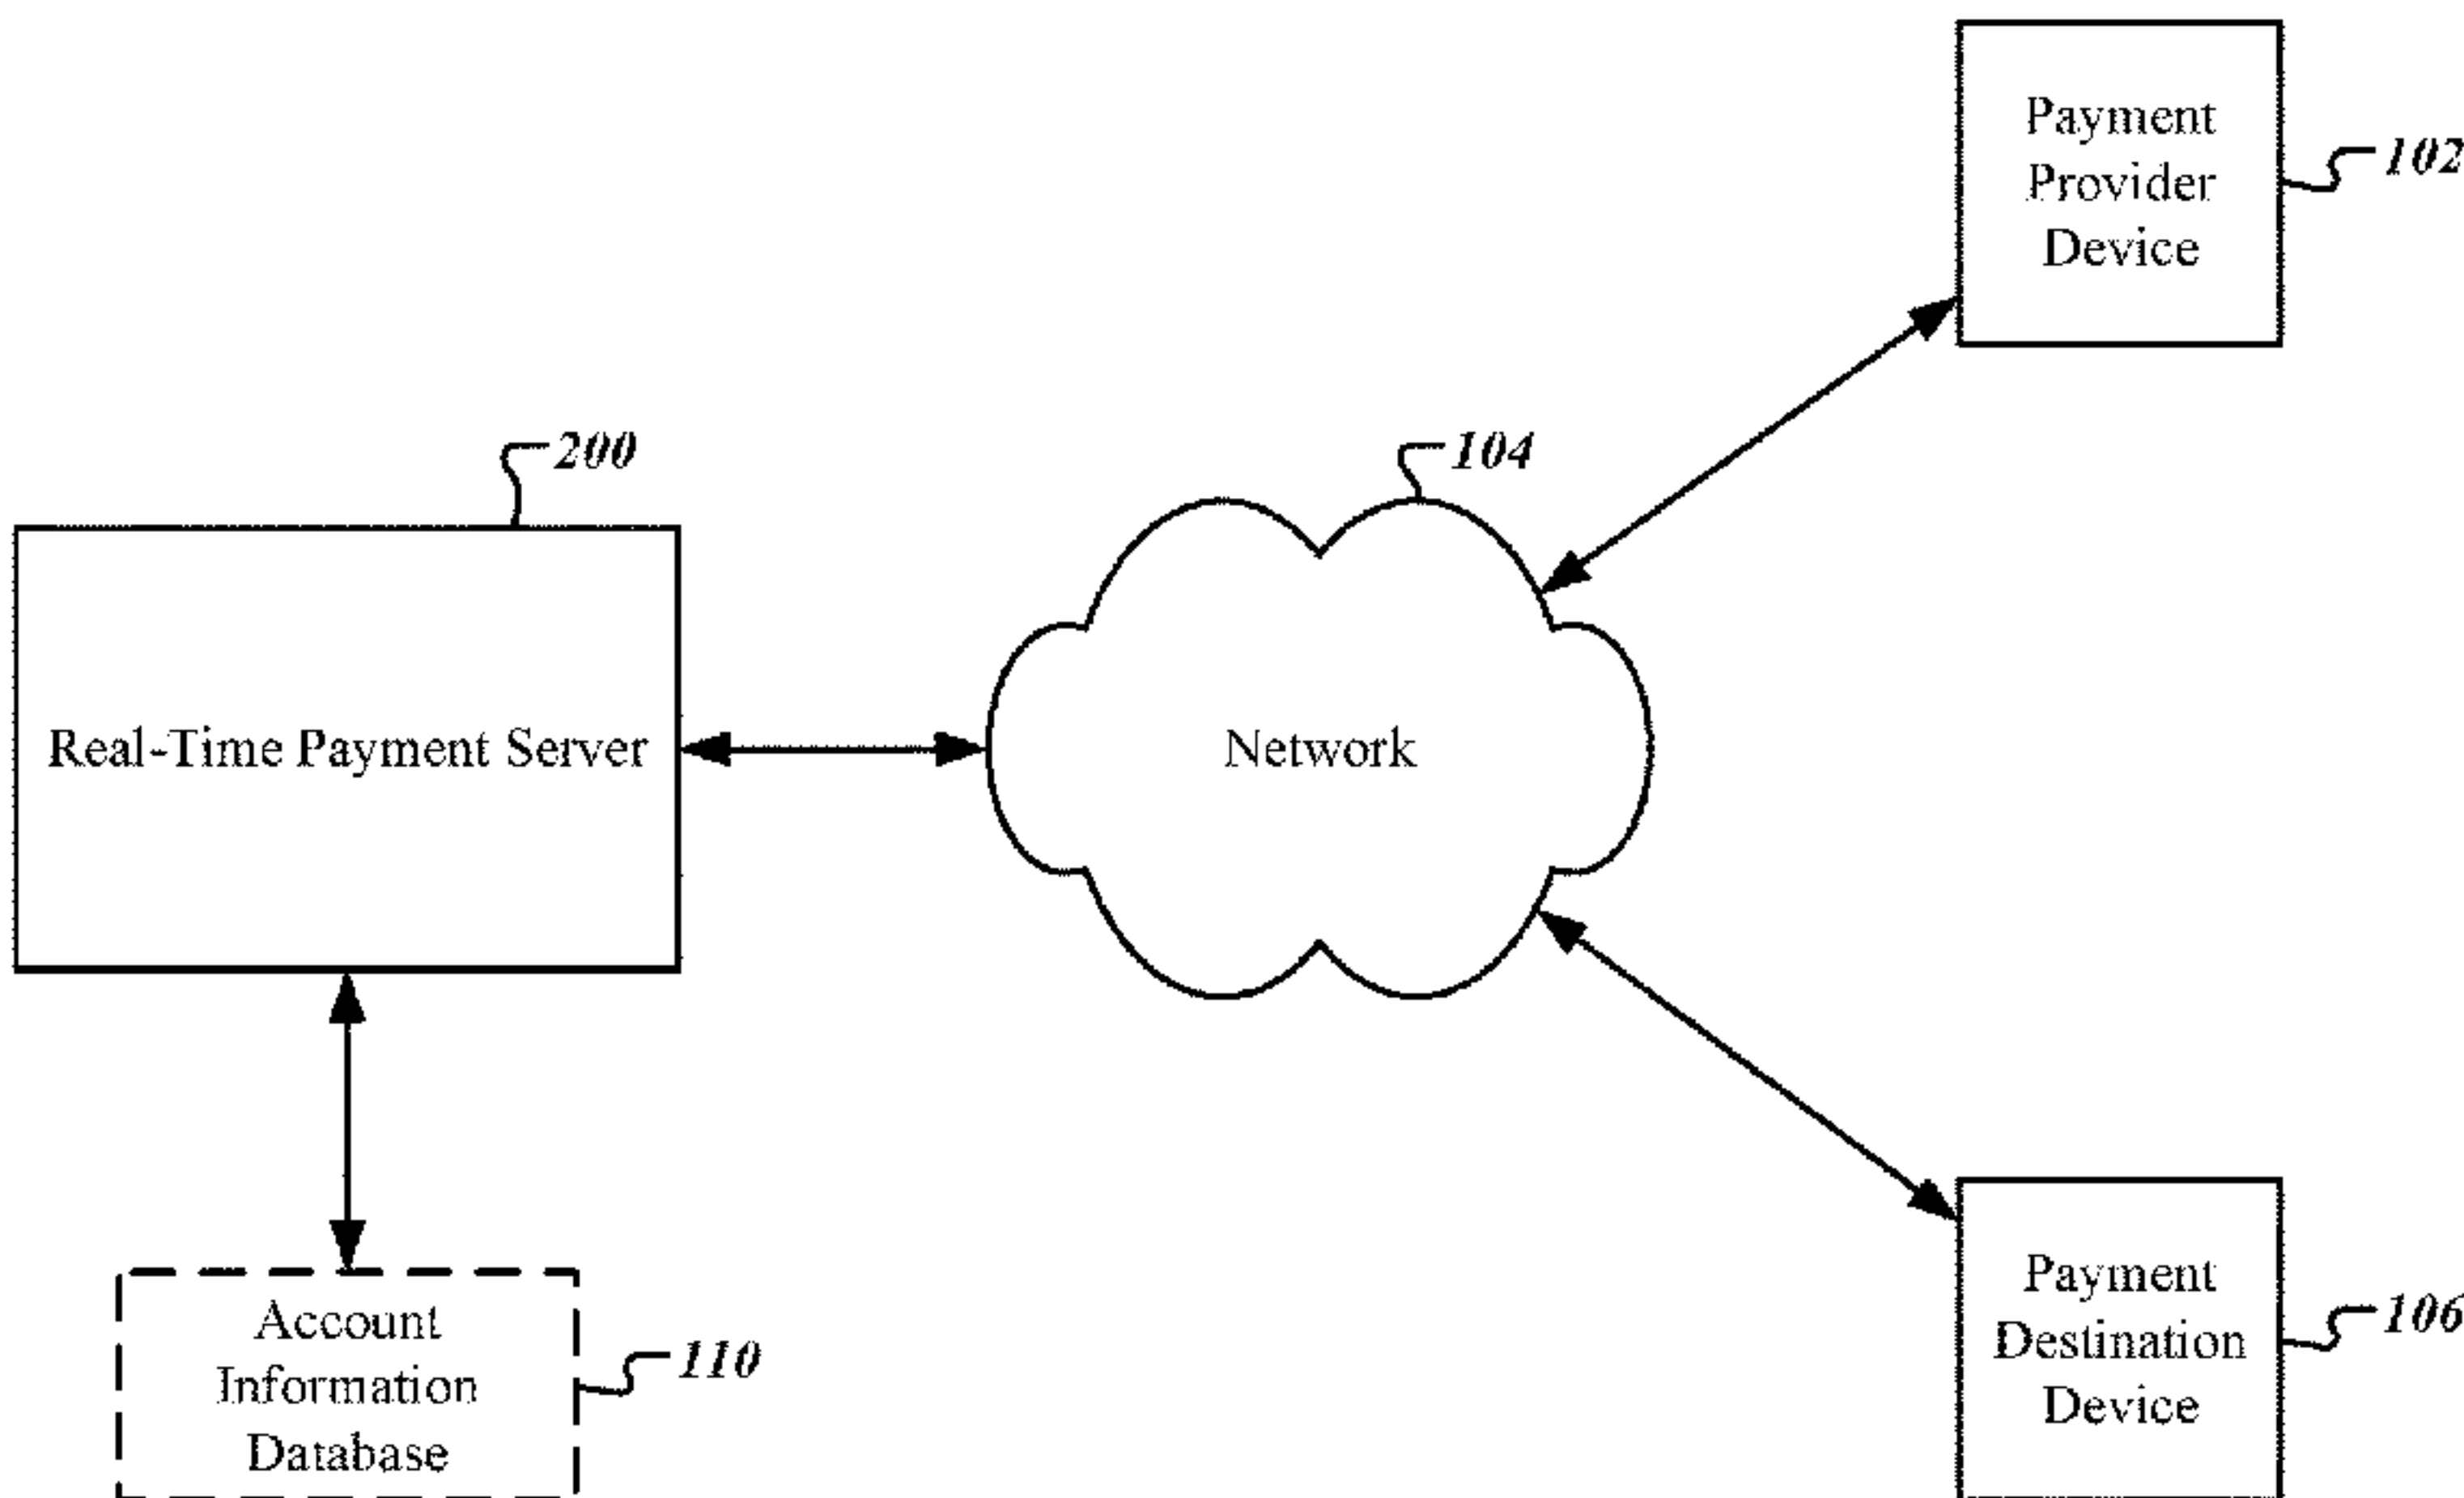 Payment
Provider
Device
102
200
104
Real-Time Payment Server
Network
Account
Information
Database
110
Payment
Destination
Device
106